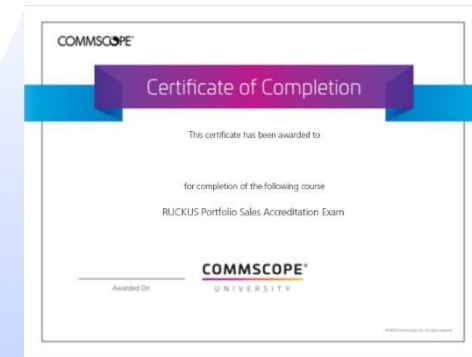 COMMSCOPE®
Certificate of Completion
This certificate has been awarded to
for completion of the following course
RUCKUS Portfolio Sales Accreditation Exam
COMMSCOPE®
UNIVERSITY
Awarded On